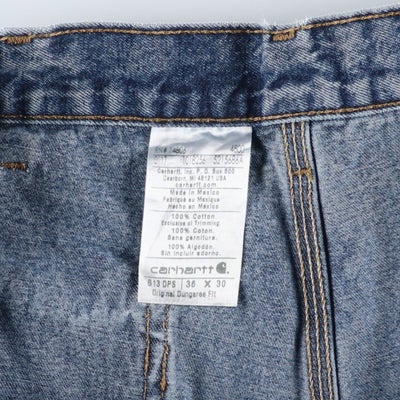 Carhartt, Inc. P.O. Box 600
Dearborn, MI 48121 USA
carhartt.com
Made in Mexico
Fabriqué au Mexique
Hecho en México
100% Cotton.
Exclusive of Trimming
100% Coton.
Sans garniture.
100% Algodón.
Sin incluir adorno.
carhartt
B13 DPS 36 X 30
Original Dungaree Fit